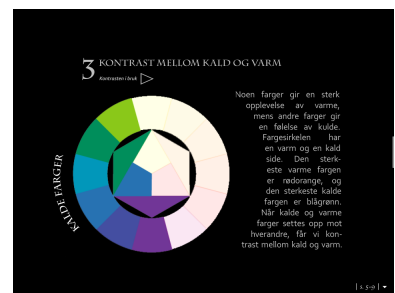 3 KONTRAST MELLOM KALD OG VARM
Kontrasten i bruk
KALDE FARGER
Noen farger gir en sterk
opplevelse av varme,
mens andre farger gir
en følelse av kulde.
Fargesirkelen har
en varm og en kald
side. Den sterk-
este varme fargen
er rødorange, og
den sterkeste kalde
fargen er blågrønn.
Når kalde og varme
farger settes opp mot
hverandre, får vi kon-
trast mellom kald og varm.
| s. 5-9 |